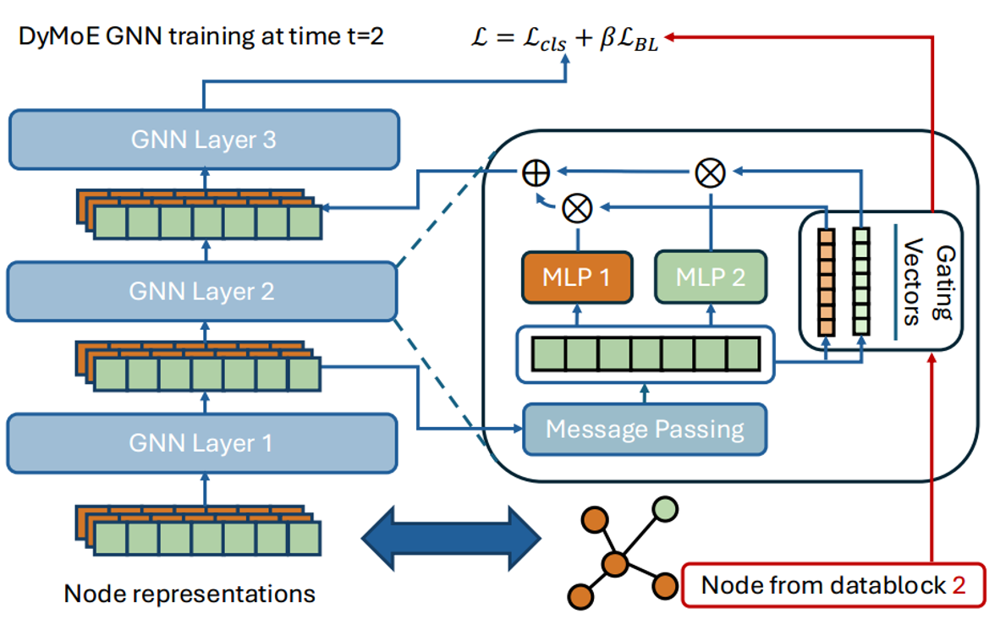 DyMoE GNN training at time t=2
ℒ = ℒ_cls + βℒ_BL
GNN Layer 3
GNN Layer 2
GNN Layer 1
Node representations
MLP 1
MLP 2
Gating
Vectors
Message Passing
Node from datablock 2